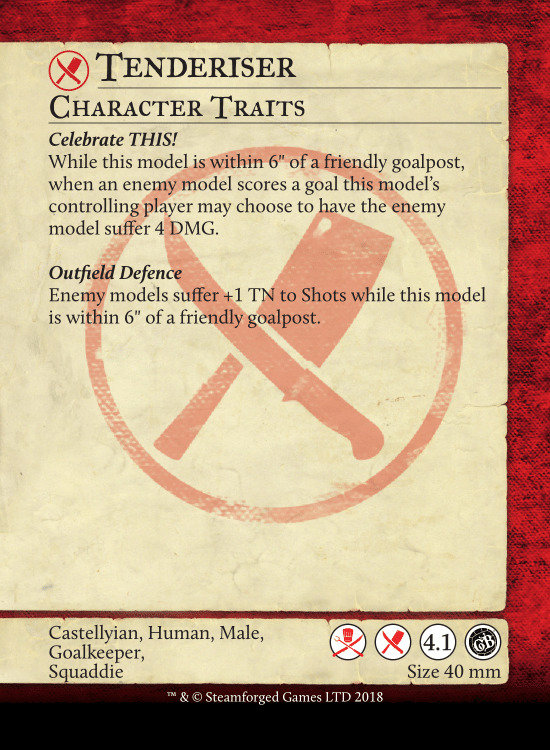 Tenderiser
Character Traits
Celebrate THIS!
While this model is within 6" of a friendly goalpost,
when an enemy model scores a goal this model's
controlling player may choose to have the enemy
model suffer 4 DMG.
Outfield Defence
Enemy models suffer +1 TN to Shots while this model
is within 6" of a friendly goalpost.
Castellyian, Human, Male,
Goalkeeper,
Squaddie
4.1
GB
Size 40 mm
™ & © Steamforged Games LTD 2018